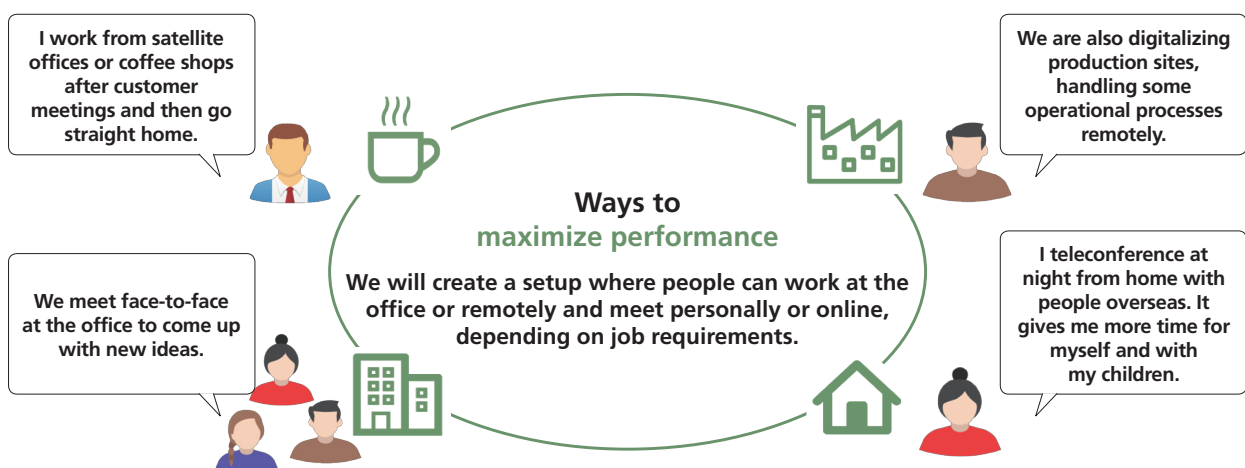 I work from satellite
offices or coffee shops
after customer
meetings and then go
straight home.
We are also digitalizing
production sites,
handling some
operational processes
remotely.
Ways to
maximize performance
We will create a setup where people can work at the
office or remotely and meet personally or online,
depending on job requirements.
We meet face-to-face
at the office to come up
with new ideas.
I teleconference at
night from home with
people overseas. It
gives me more time for
myself and with
my children.